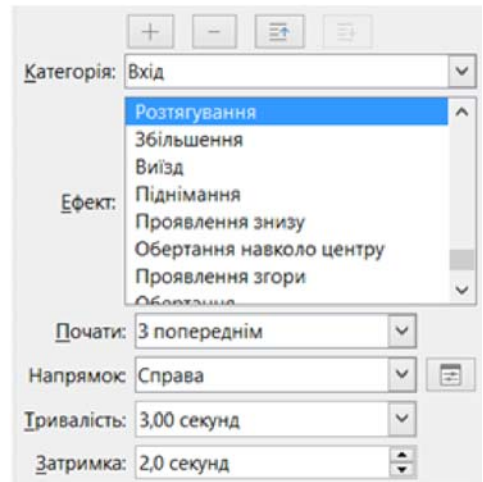 Категорія: Вхід
Розтягування
Збільшення
Виїзд
Ефект: Піднімання
Проявлення знизу
Обертання навколо центру
Проявлення згори
Обертання
Почати: З попереднім
Напрямок: Справа
Тривалість: 3,00 секунд
Затримка: 2,0 секунд